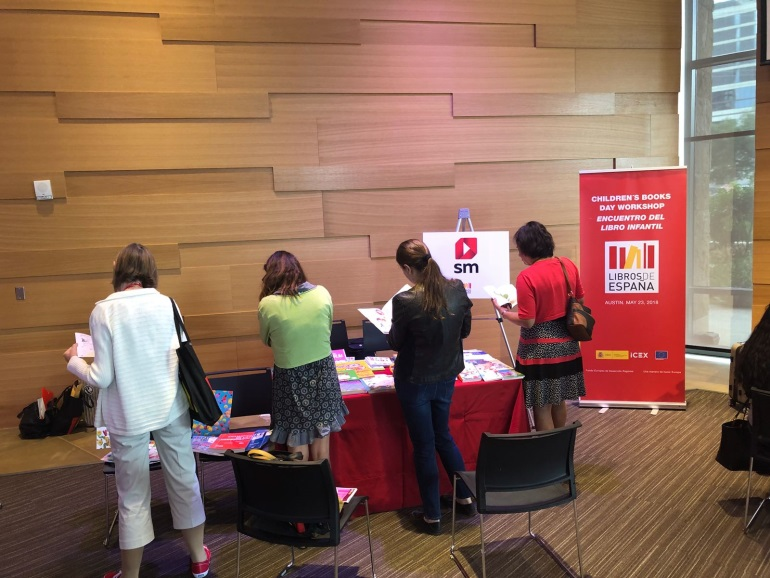 CHILDREN´S BOOKS
DAY WORKSHOP
ENCUENTRO DEL
LIBRO INFANTIL
LIBROS DE
ESPAÑA
AUSTIN, MAY 23, 2018
ICEX
sm